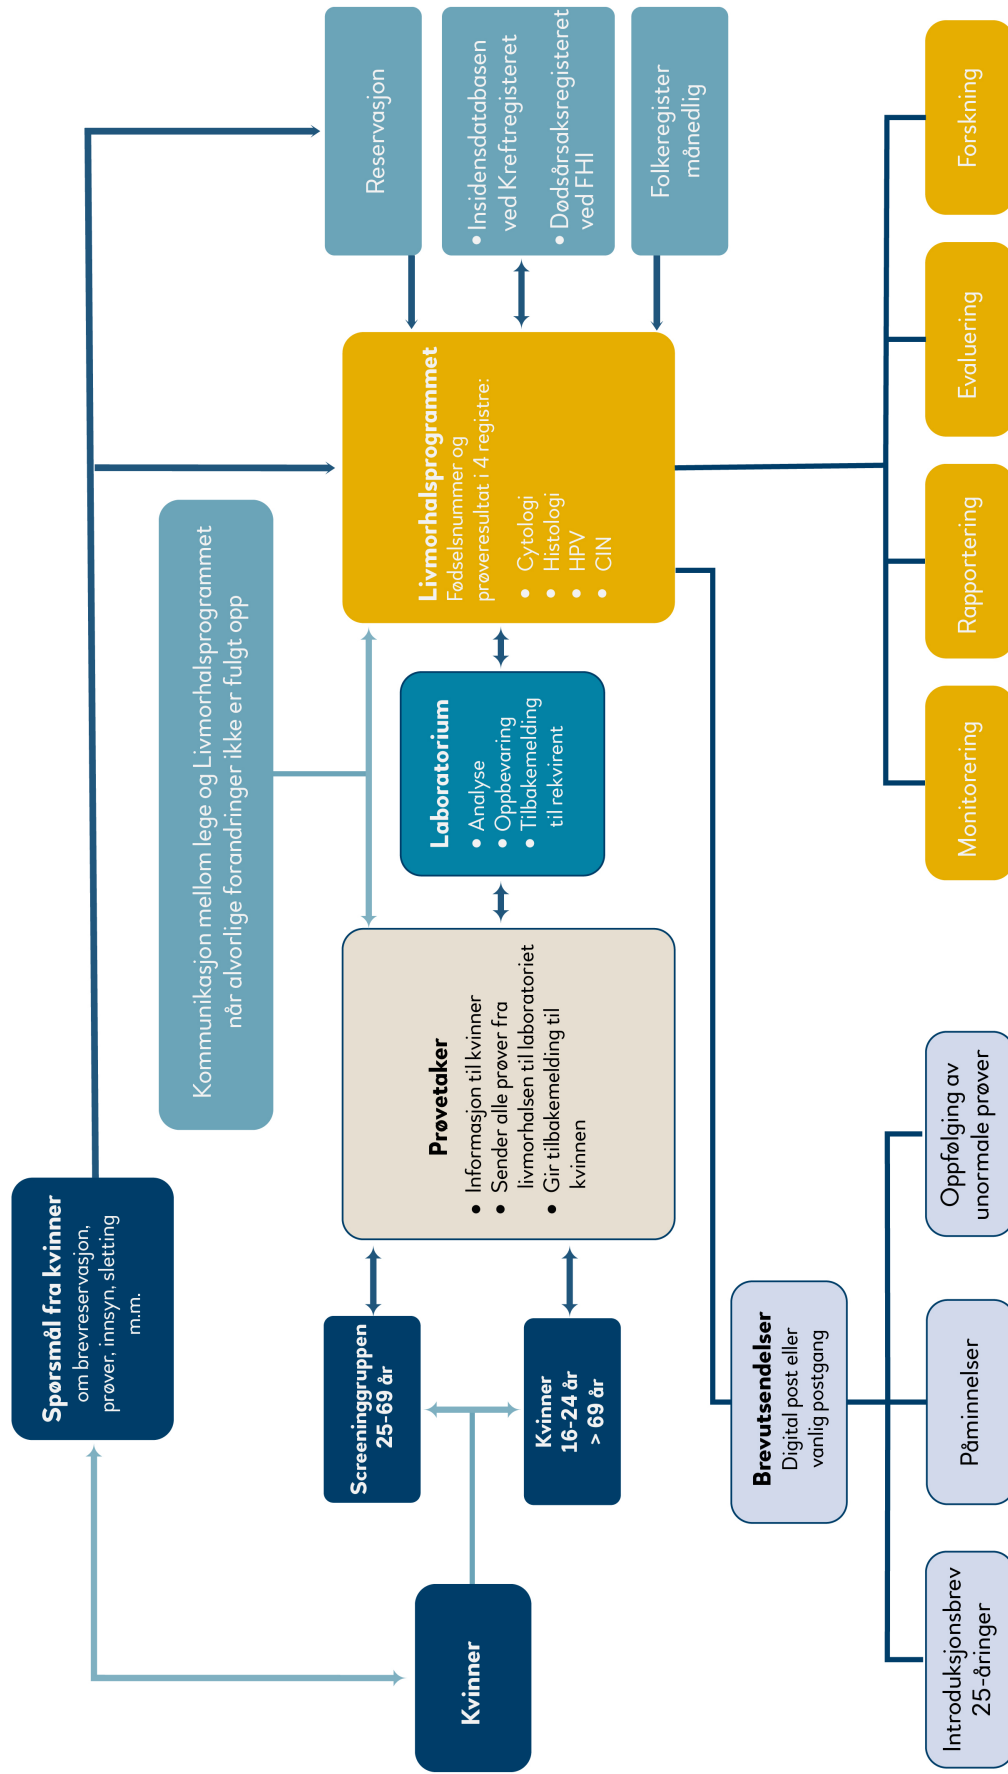 Spørsmål fra kvinner
om brevreservasjon,
prøver, innsyn, sletting
m.m.
Kommunikasjon mellom lege og Livmorhalsprogrammet
når alvorlige forandringer ikke er fulgt opp
Kvinner
Screeninggruppen
25-69 år
Kvinner
16-24 år
> 69 år
Prøvetaker
• Informasjon til kvinner
• Sender alle prøver fra
livmorhalsen til laboratoriet
• Gir tilbakemelding til
kvinnen
Laboratorium
• Analyse
• Oppbevaring
• Tilbakemelding
til rekvirent
Livmorhalsprogrammet
Fødselsnummer og
prøveresultat i 4 registre:
• Cytologi
• Histologi
• HPV
• CIN
Reservasjon
• Insidensdatabasen
ved Kreftregisteret
• Dødsårsaksregisteret
ved FHI
Folkeregister
månedlig
Brevutsendelser
Digital post eller
vanlig postgang
Introduksjonsbrev
25-åringer
Påminnelser
Oppfølging av
unormale prøver
Monitorering
Rapportering
Evaluering
Forskning